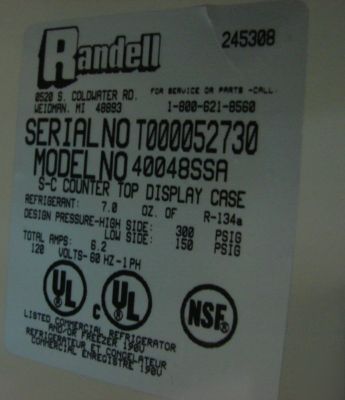 Randell
245308
0520 S. COLDWATER RD.
FOR SERVICE OR PARTS -CALL:
WEIDMAN, MI 48893
1-800-621-8560
SERIAL NO T000052730
MODEL NO 40048SSA
S-C COUNTER TOP DISPLAY CASE
REFRIGERANT: 7.0 OZ. OF R-134a
DESIGN PRESSURE-HIGH SIDE: 300 PSIG
LOW SIDE: 150 PSIG
TOTAL AMPS: 6.2
120 VOLTS-60 HZ-1PH
UL C UL NSF.
LISTED COMMERCIAL REFRIGERATOR
AND/OR FREEZER 190V
REFRIGERATEUR ET CONGELATEUR
COMMERCIAL ENREGISTRE 190V